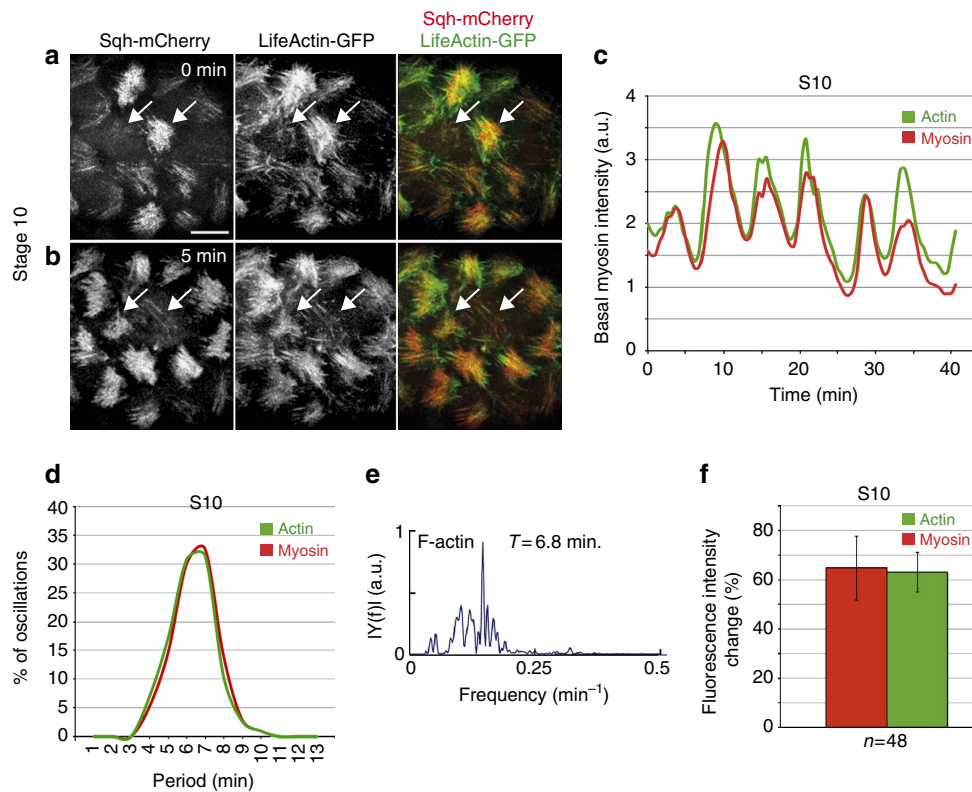 Sqh-mCherry
LifeActin-GFP
Sqh-mCherry
LifeActin-GFP
a
0 min
b
5 min
Stage 10
c
S10
Actin
Myosin
Basal myosin intensity (a.u.)
4
3
2
1
0
0
10
20
30
40
Time (min)
d
S10
Actin
Myosin
% of oscillations
40
35
30
25
20
15
10
5
0
1
2
3
4
5
6
7
8
9
10
11
12
13
Period (min)
e
F-actin
T=6.8 min.
|Y(f)| (a.u.)
1
0
0
0.25
0.5
Frequency (min⁻¹)
f
S10
Actin
Myosin
Fluorescence intensity
change (%)
80
60
40
20
0
n=48